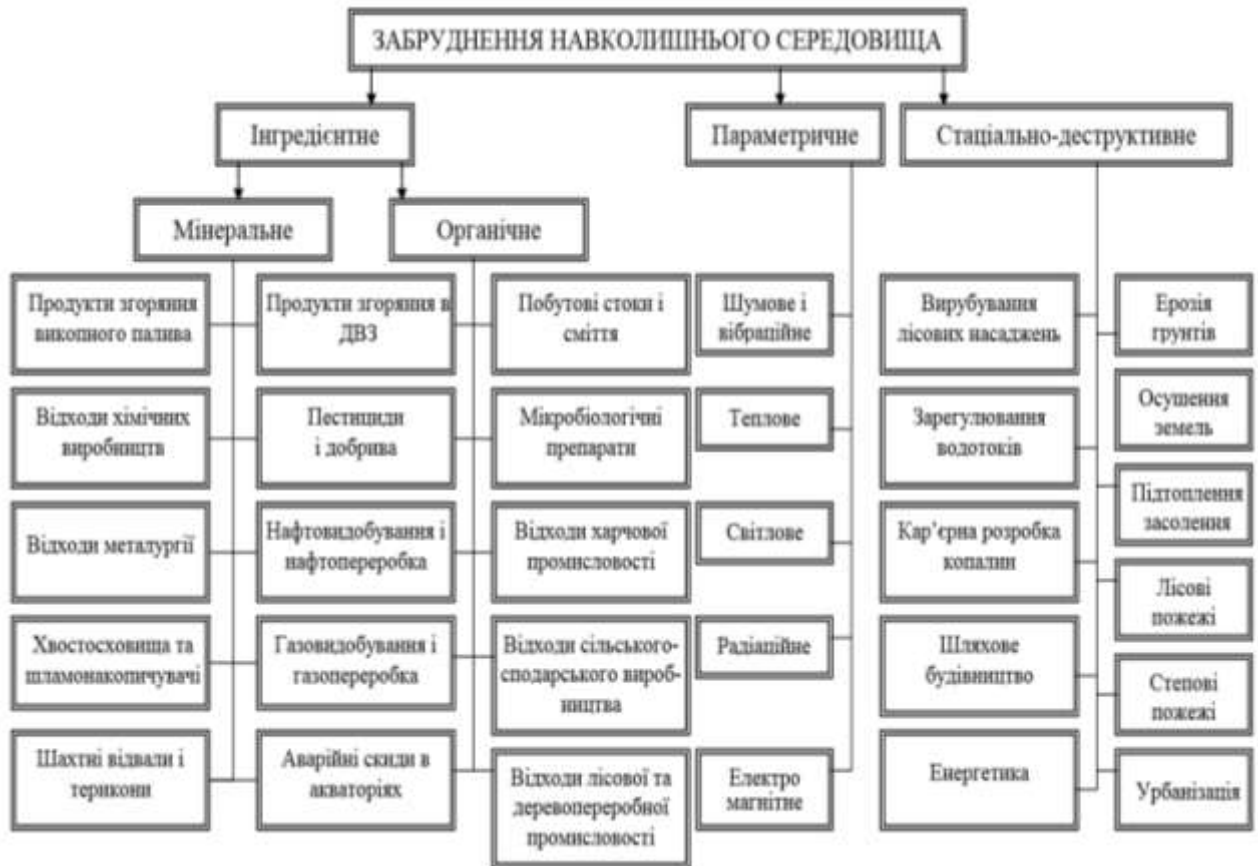 ЗАБРУДНЕННЯ НАВКОЛИШНЬОГО СЕРЕДОВИЩА
Інгредієнтне
Параметричне
Стаціально-деструктивне
Мінеральне
Органічне
Продукти згоряння
викопного палива
Відходи хімічних
виробництв
Відходи металургії
Хвостосховища та
шламонакопичувачі
Шахтні відвали і
терикони
Продукти згоряння в
ДВЗ
Пестициди
і добрива
Нафтовидобування і
нафтопереробка
Газовидобування і
газопереробка
Аварійні скиди в
акваторіях
Побутові стоки і
сміття
Мікробіологічні
препарати
Відходи харчової
промисловості
Відходи сільського-
сподарського вироб-
ництва
Відходи лісової та
деревопереробної
промисловості
Шумове і
вібраційне
Теплове
Світлове
Радіаційне
Електро
магнітне
Вирубування
лісових насаджень
Зарегулювання
водотоків
Кар’єрна розробка
копалин
Шляхове
будівництво
Енергетика
Ерозія
грунтів
Осушення
земель
Підтоплення
засолення
Лісові
пожежі
Степові
пожежі
Урбанізація